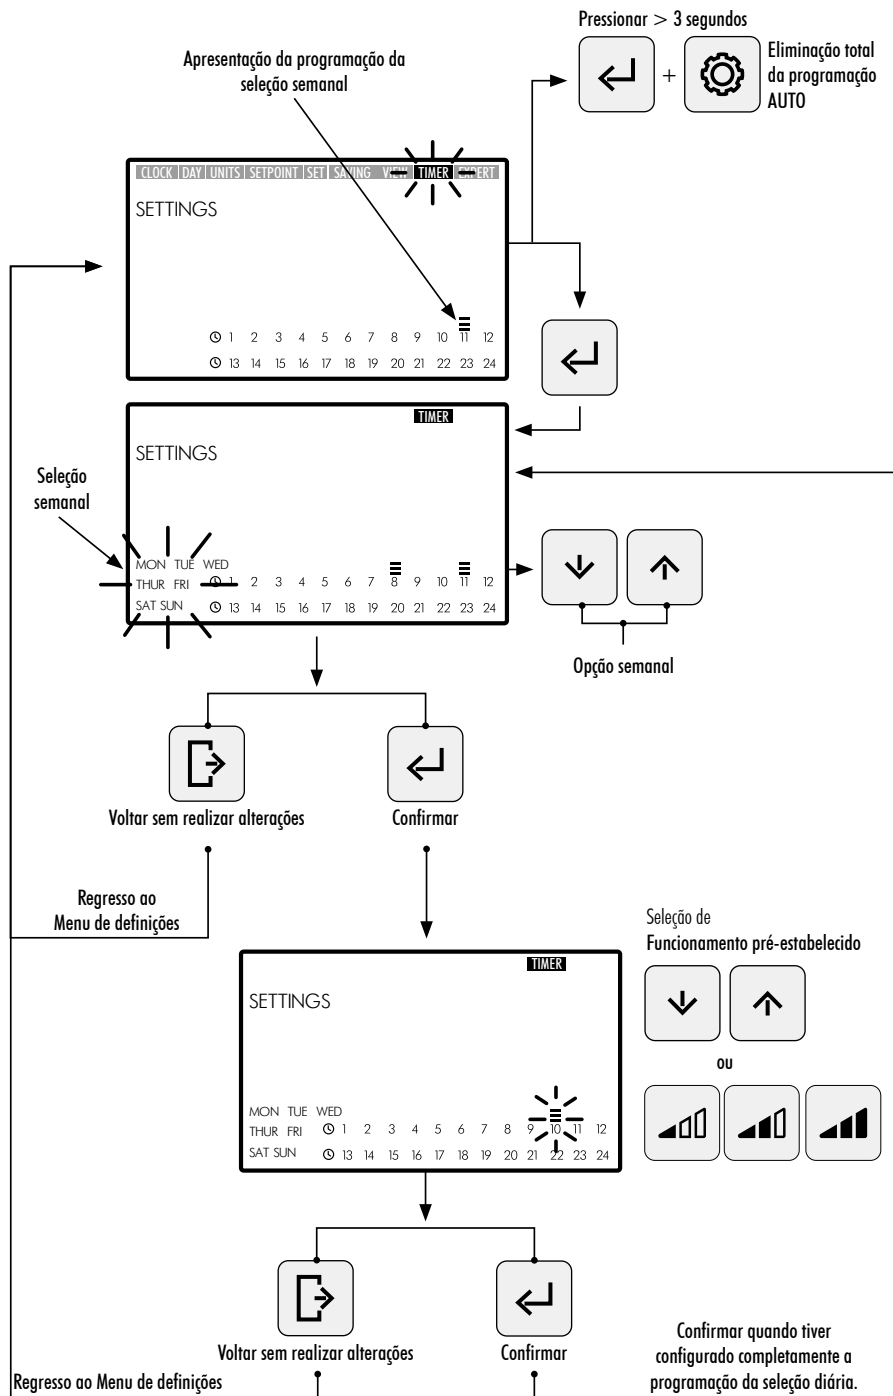 Pressionar > 3 segundos
Apresentação da programação da
seleção semanal
+
Eliminação total
da programação
AUTO
CLOCK DAY UNITS SETPOINT SET SAVING VIEW TIMER EXPERT
SETTINGS
1 2 3 4 5 6 7 8 9 10 11 12
13 14 15 16 17 18 19 20 21 22 23 24
TIMER
SETTINGS
Seleção
semanal
MON TUE WED
THUR FRI 1 2 3 4 5 6 7 8 9 10 11 12
SAT SUN 13 14 15 16 17 18 19 20 21 22 23 24
Opção semanal
Voltar sem realizar alterações
Confirmar
Regresso ao
Menu de definições
Seleção de
Funcionamento pré-estabelecido
TIMER
SETTINGS
ou
MON TUE WED
THUR FRI 1 2 3 4 5 6 7 8 9 10 11 12
SAT SUN 13 14 15 16 17 18 19 20 21 22 23 24
Voltar sem realizar alterações
Confirmar
Confirmar quando tiver
configurado completamente a
programação da seleção diária.
Regresso ao Menu de definições